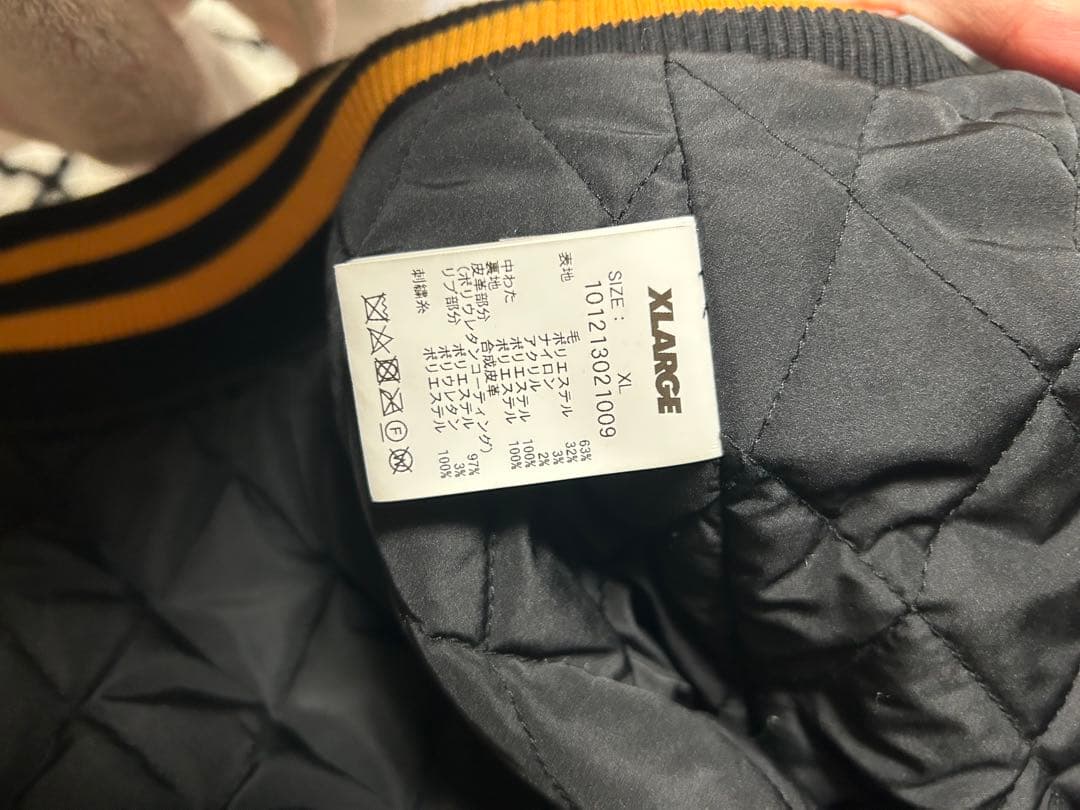 XLARGE
SIZE : XL
101213021009
表地 毛 63%
ポリエステル 32%
ナイロン 3%
アクリル 2%
中わた ポリエステル 100%
裏地 ポリエステル 100%
皮革部分 合成皮革
(ポリウレタンコーティング)
リブ部分 ポリエステル 97%
ポリウレタン 3%
刺繍糸 ポリエステル 100%
F
W